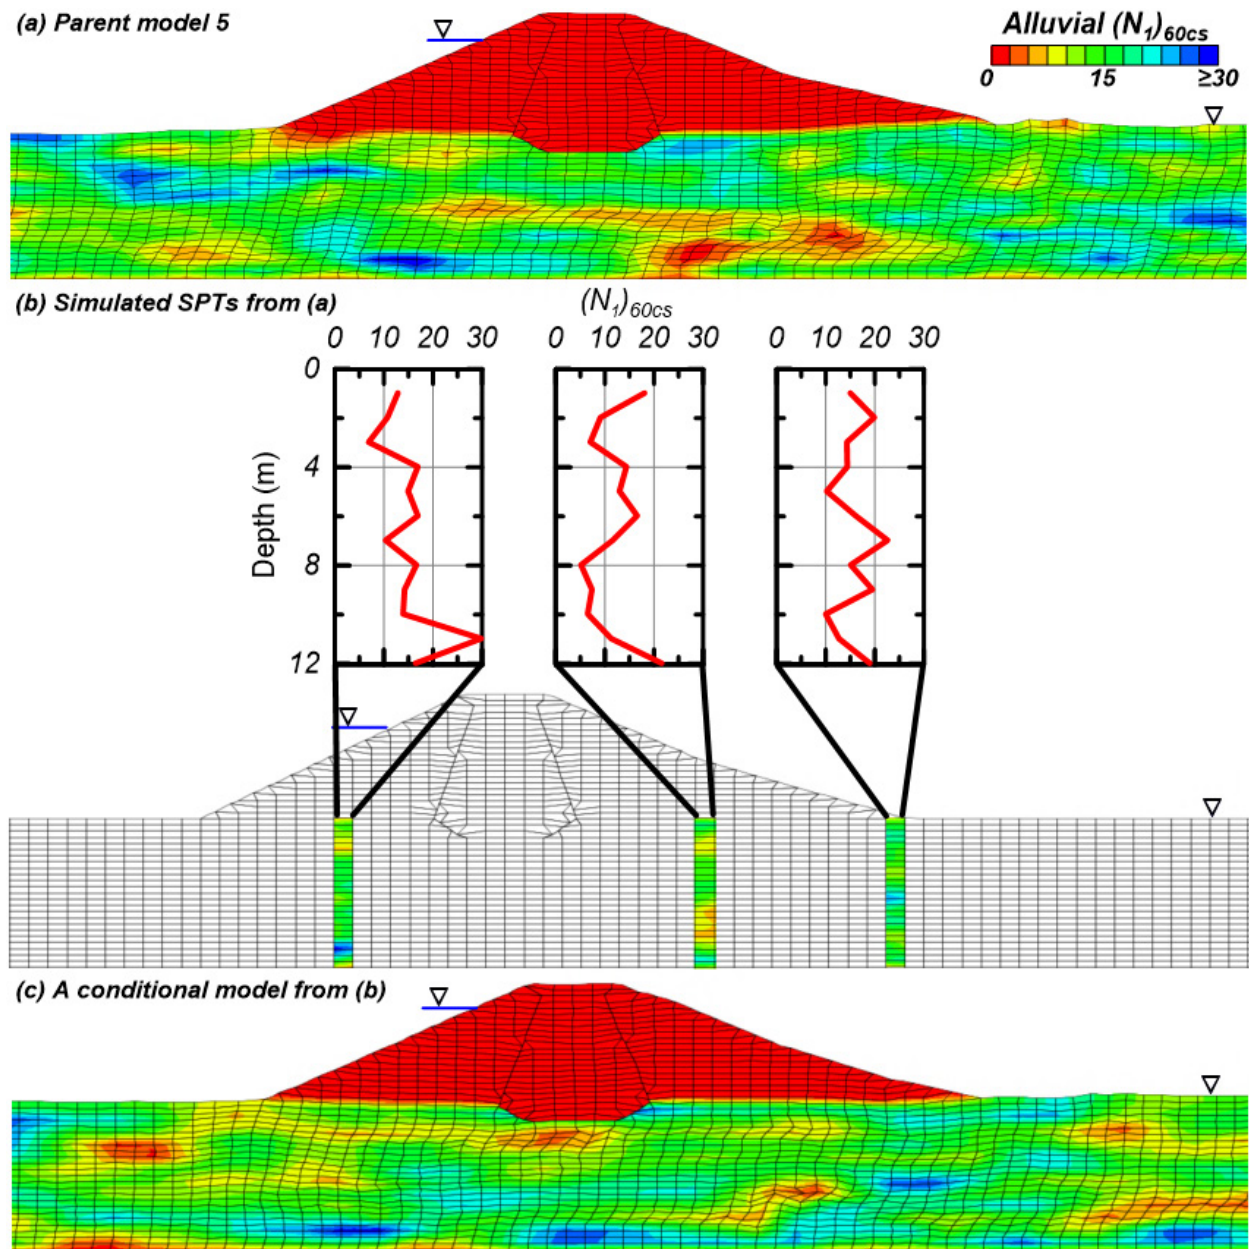 (a) Parent model 5
Alluvial (N1)60cs
0 15 ≥30
(b) Simulated SPTs from (a)
(N1)60cs
0 10 20 30 0 10 20 30 0 10 20 30
0
4
8
12
Depth (m)
(c) A conditional model from (b)